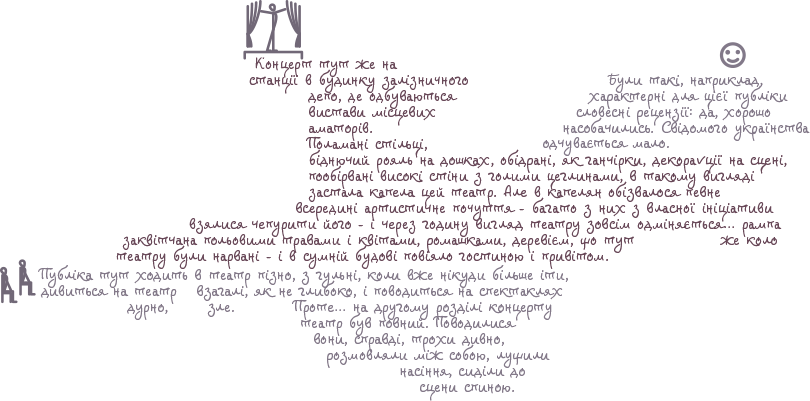 Концерт тут же на
станції в будинку залізничного
депо, де одбуваються
вистави місцевих
аматорів.
Поламані стільці,
бідніючий рояль на дошках, обідрані, як ганчірки, декорації на сцені,
пообірвані високі стіни з голими цеглинами, в такому вигляді
застала капела цей театр. Але в капелян обізвалося певне
всередині артистичне почуття - багато з них з власної ініціативи
взялися чепурити його - і через годину вигляд театру зовсім одміняється... рампа
заквітчана польовими травами і квітами, ромашками, деревієм, що тут же коло
театру були нарвані - і в сумній будові повіяло гостиною і привітом.
Були такі, наприклад,
характерні для цієї публіки
словесні рецензії: да, хорошо
насобачились. Свідомого українства
одчувається мало.
Публіка тут ходить в театр пізно, з гульні, коли вже нікуди більше іти,
дивиться на театр взагалі, як не глибоко, і поводиться на спектаклях
дурно, зле. Проте... на другому розділі концерту
театр був повний. Поводилися
вони, справді, трохи дивно,
розмовляли між собою, лущили
насіння, сиділи до
сцени спиною.